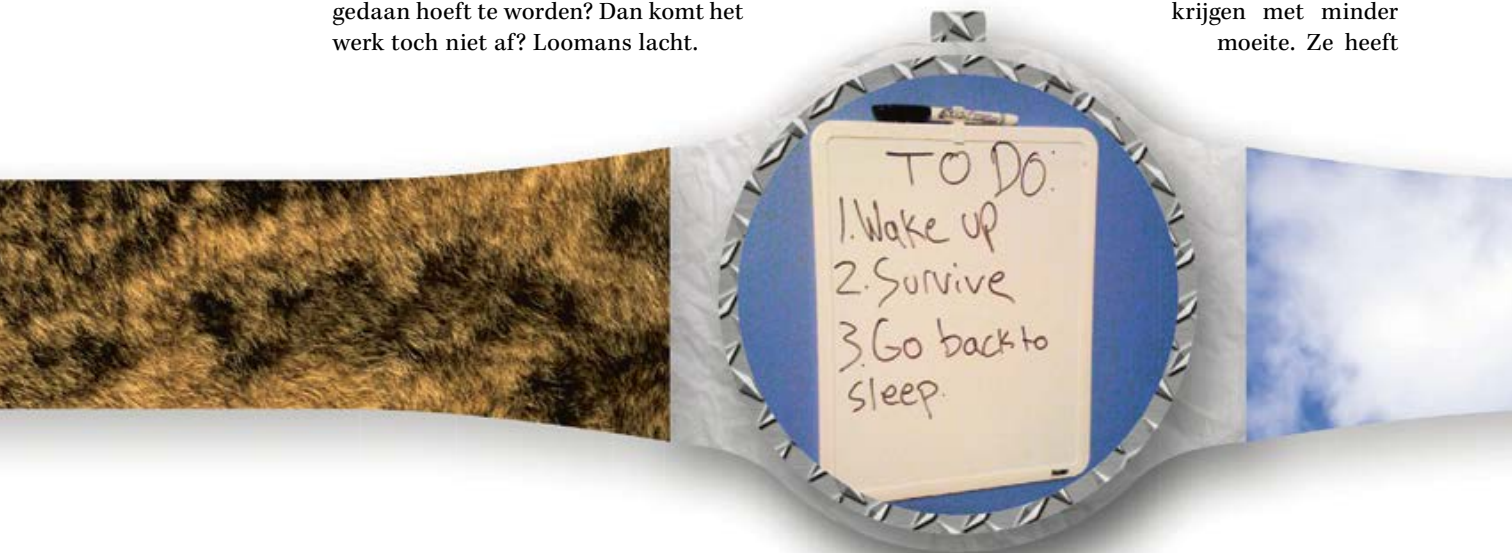 gedaan hoeft te worden? Dan komt het
werk toch niet af? Loomans lacht.
krijgen met minder
moeite. Ze heeft
TO DO:
1. Wake up
2. Survive
3. Go back to
sleep.